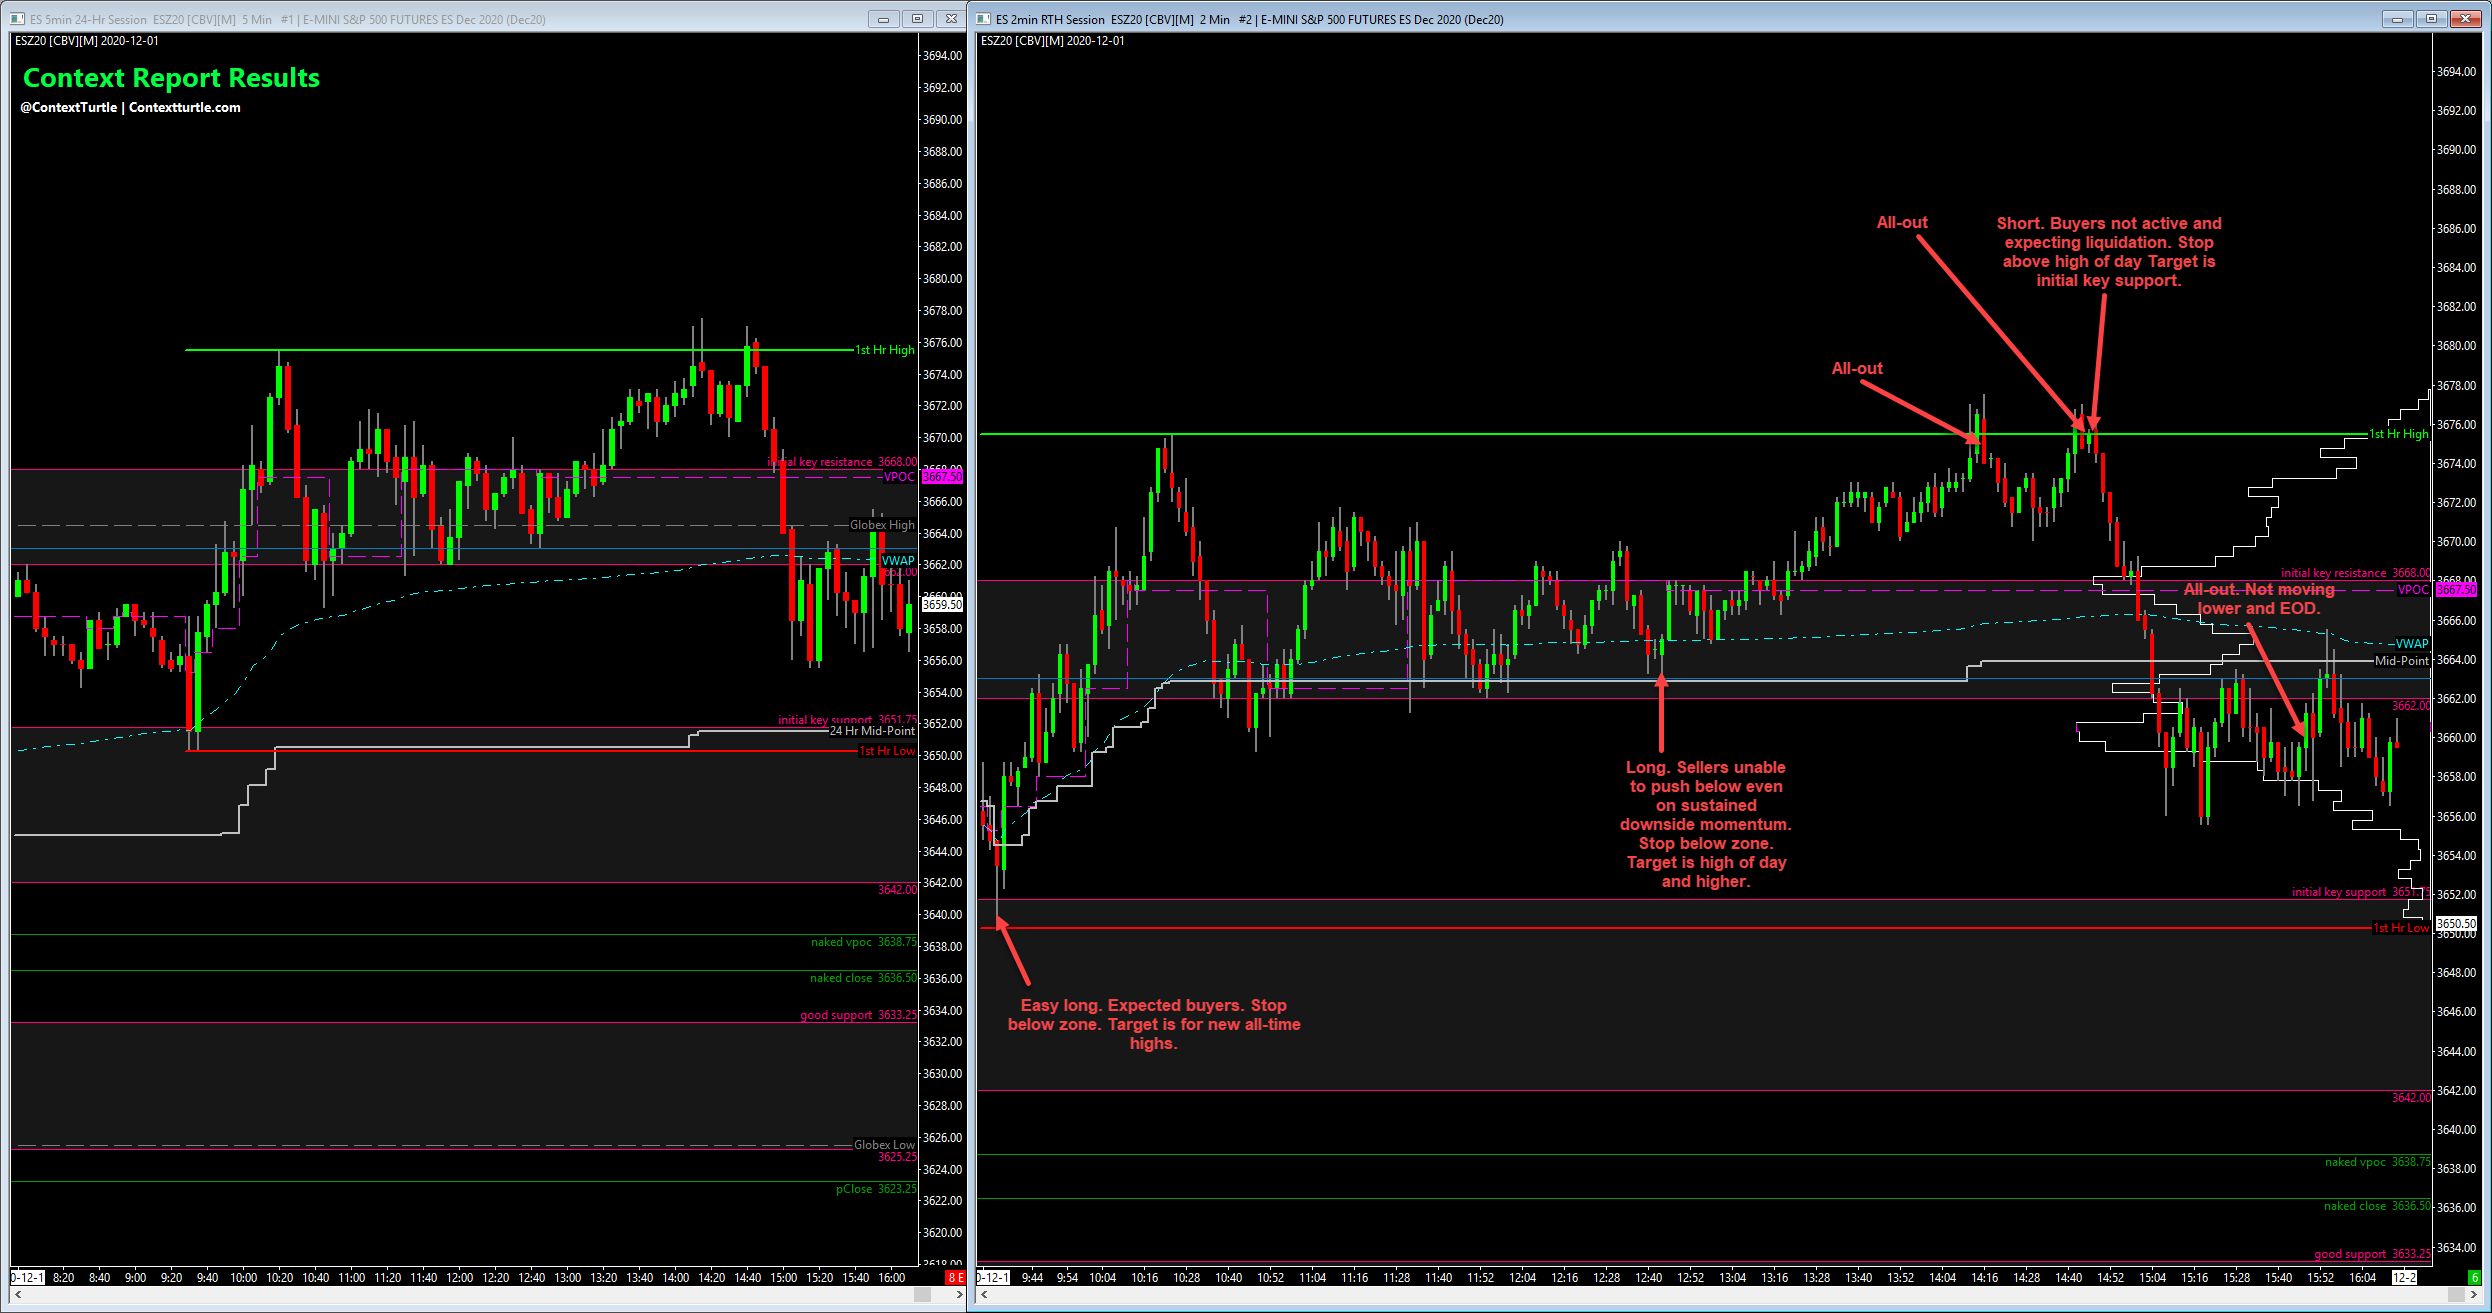 ES 5min 24-Hr Session ESZ20 [CBV][M] 5 Min #1 | E-MINI S&P 500 FUTURES ES Dec 2020 (Dec20)
ESZ20 [CBV][M] 2020-12-01
Context Report Results
@ContextTurtle | Contextturtle.com
1st Hr High
initial key resistance 3668.00
VPOC
Globex High
VWAP
initial key support 3651.75
24 Hr Mid-Point
1st Hr Low
3642.00
naked vpoc 3638.75
naked close 3636.50
good support 3633.25
Globex Low
3625.25
pClose 3623.25
3694.00
3692.00
3690.00
3688.00
3686.00
3684.00
3682.00
3680.00
3678.00
3676.00
3674.00
3672.00
3670.00
3667.50
3666.00
3664.00
3662.00
3659.50
3658.00
3656.00
3654.00
3652.00
3650.00
3648.00
3646.00
3644.00
3642.00
3640.00
3638.00
3636.00
3634.00
3632.00
3630.00
3628.00
3626.00
3624.00
3622.00
3620.00
0-12-1 8:20 8:40 9:00 9:20 9:40 10:00 10:20 10:40 11:00 11:20 11:40 12:00 12:20 12:40 13:00 13:20 13:40 14:00 14:20 14:40 15:00 15:20 15:40 16:00 8 E
ES 2min RTH Session ESZ20 [CBV][M] 2 Min #2 | E-MINI S&P 500 FUTURES ES Dec 2020 (Dec20)
ESZ20 [CBV][M] 2020-12-01
All-out
Short. Buyers not active and
expecting liquidation. Stop
above high of day Target is
initial key support.
All-out
1st Hr High
initial key resistance 3668.00
All-out. Not moving
lower and EOD.
VPOC
VWAP
Mid-Point
3662.00
Long. Sellers unable
to push below even
on sustained
downside momentum.
Stop below zone.
Target is high of day
and higher.
initial key support 3651.75
1st Hr Low
Easy long. Expected buyers. Stop
below zone. Target is for new all-time
highs.
3642.00
naked vpoc 3638.75
naked close 3636.50
good support 3633.25
3694.00
3692.00
3690.00
3688.00
3686.00
3684.00
3682.00
3680.00
3678.00
3676.00
3674.00
3672.00
3670.00
3668.00
3667.50
3666.00
3664.00
3662.00
3660.00
3658.00
3656.00
3654.00
3652.00
3650.50
3650.00
3648.00
3646.00
3644.00
3642.00
3640.00
3638.00
3636.00
3634.00
0-12-1 9:44 9:54 10:04 10:16 10:28 10:40 10:52 11:04 11:16 11:28 11:40 11:52 12:04 12:16 12:28 12:40 12:52 13:04 13:16 13:28 13:40 13:52 14:04 14:16 14:28 14:40 14:52 15:04 15:16 15:28 15:40 15:52 16:04 12-2 6